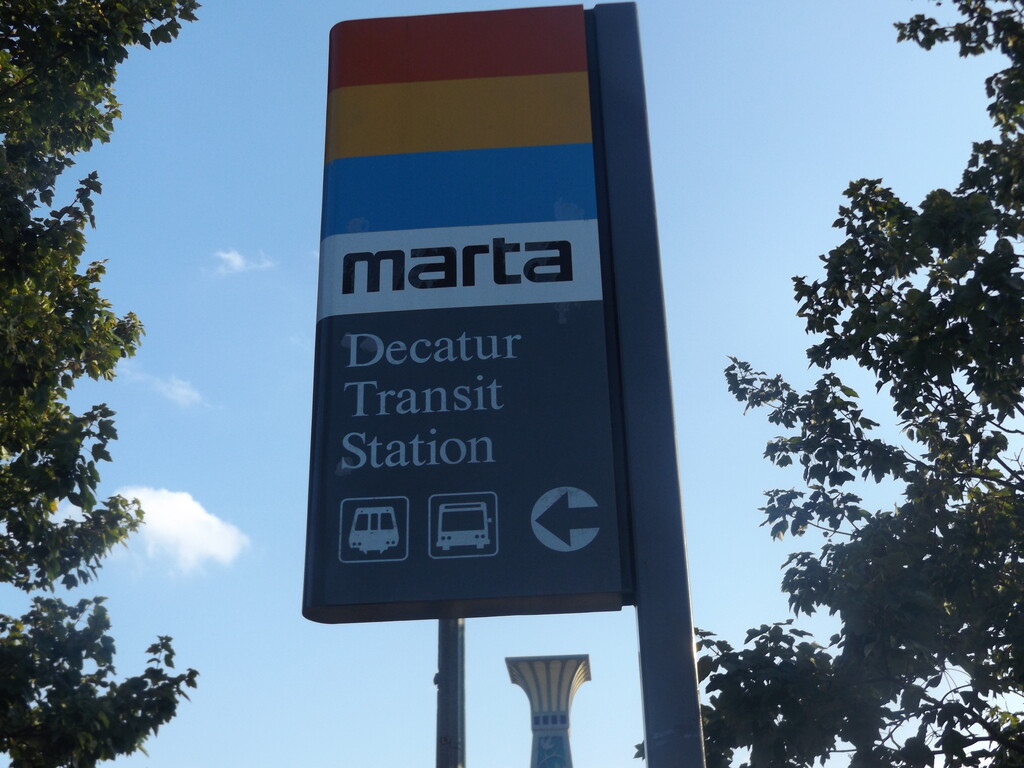 marta
Decatur
Transit
Station